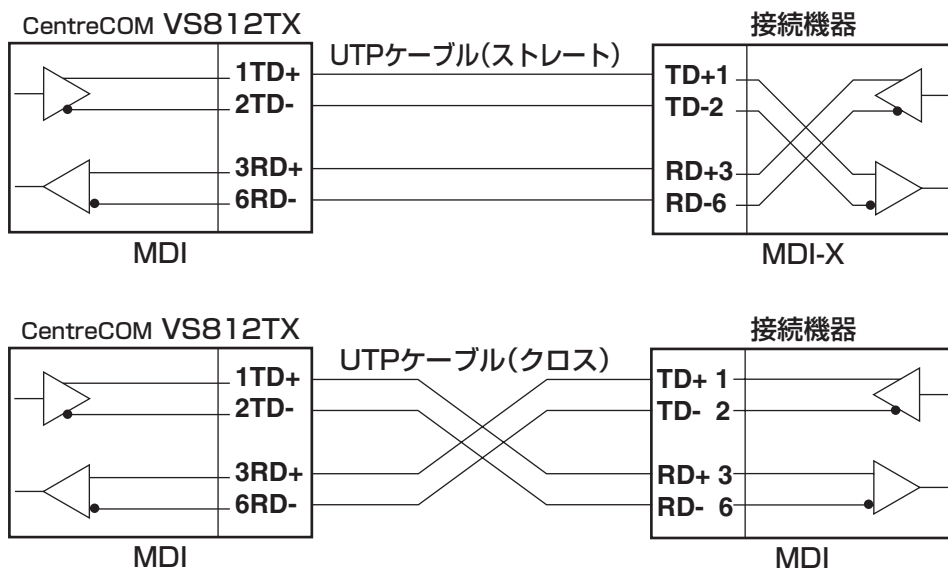 CentreCOM VS812TX
接続機器
UTPケーブル(ストレート)
1TD+
2TD-
3RD+
6RD-
TD+1
TD-2
RD+3
RD-6
MDI
MDI-X
CentreCOM VS812TX
接続機器
UTPケーブル(クロス)
1TD+
2TD-
3RD+
6RD-
TD+ 1
TD- 2
RD+ 3
RD- 6
MDI
MDI